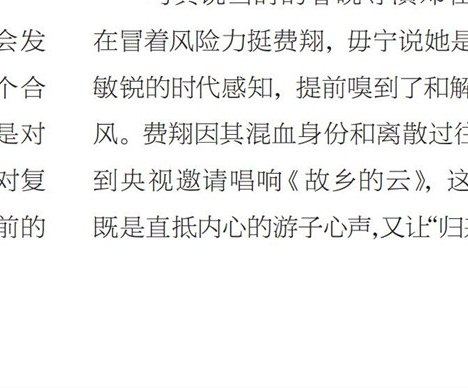 会发
个合
是对
对复
前的
在冒着风险力挺费翔，毋宁说她是
敏锐的时代感知，提前嗅到了和解
风。费翔因其混血身份和离散过往
到央视邀请唱响《故乡的云》，这
既是直抵内心的游子心声,又让“归